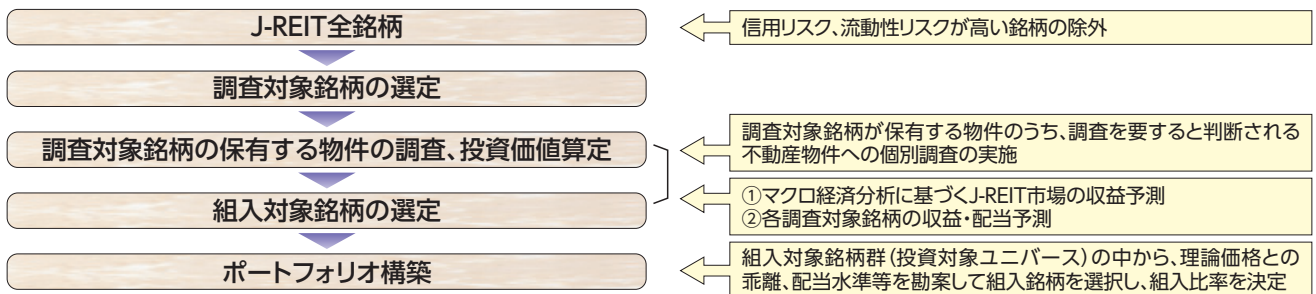 J-REIT全銘柄
信用リスク、流動性リスクが高い銘柄の除外
調査対象銘柄の選定
調査対象銘柄の保有する物件の調査、投資価値算定
調査対象銘柄が保有する物件のうち、調査を要すると判断される
不動産物件への個別調査の実施
組入対象銘柄の選定
①マクロ経済分析に基づくJ-REIT市場の収益予測
②各調査対象銘柄の収益・配当予測
ポートフォリオ構築
組入対象銘柄群(投資対象ユニバース)の中から、理論価格との
乖離、配当水準等を勘案して組入銘柄を選択し、組入比率を決定